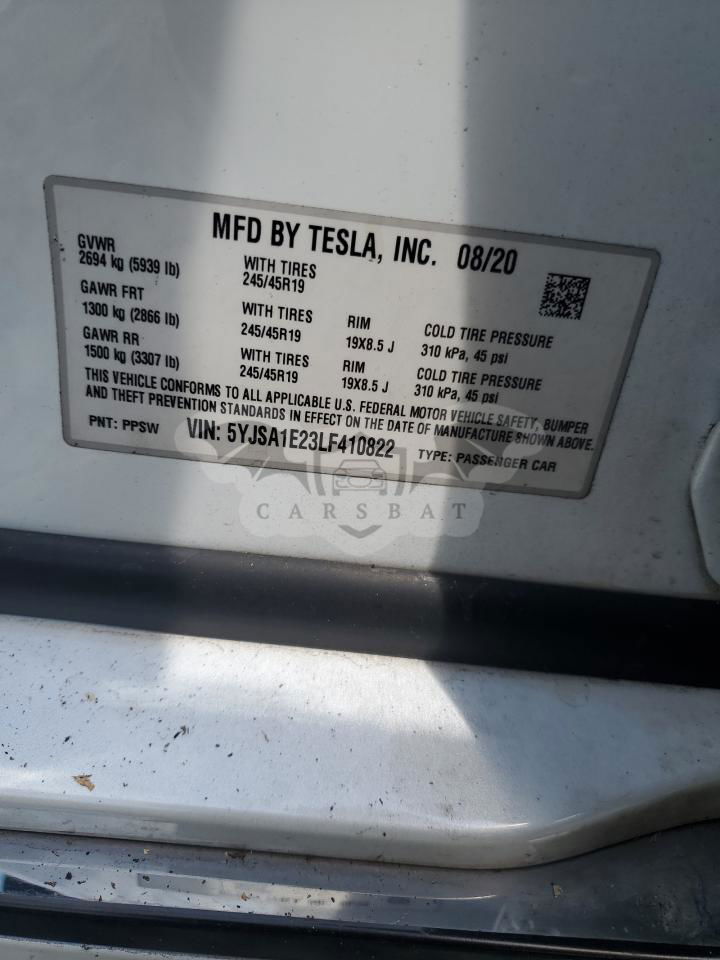 MFD BY TESLA, INC. 08/20
GVWR
2694 kg (5939 lb) WITH TIRES 245/45R19
GAWR FRT
1300 kg (2866 lb) WITH TIRES 245/45R19 RIM 19X8.5 J COLD TIRE PRESSURE 310 kPa, 45 psi
GAWR RR
1500 kg (3307 lb) WITH TIRES 245/45R19 RIM 19X8.5 J COLD TIRE PRESSURE 310 kPa, 45 psi
THIS VEHICLE CONFORMS TO ALL APPLICABLE U.S. FEDERAL MOTOR VEHICLE SAFETY, BUMPER
AND THEFT PREVENTION STANDARDS IN EFFECT ON THE DATE OF MANUFACTURE SHOWN ABOVE.
PNT: PPSW VIN: 5YJSA1E23LF410822 TYPE: PASSENGER CAR
CARSBAT